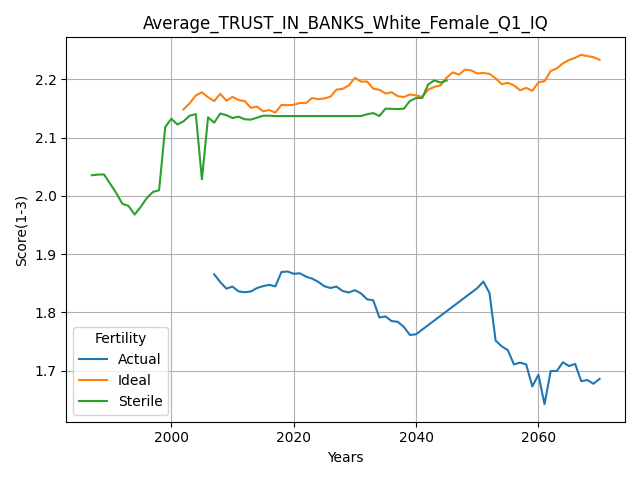 Average_TRUST_IN_BANKS_White_Female_Q1_IQ
Score(1-3)
2.2
2.1
2.0
1.9
1.8
1.7
Fertility
Actual
Ideal
Sterile
2000
2020
2040
2060
Years